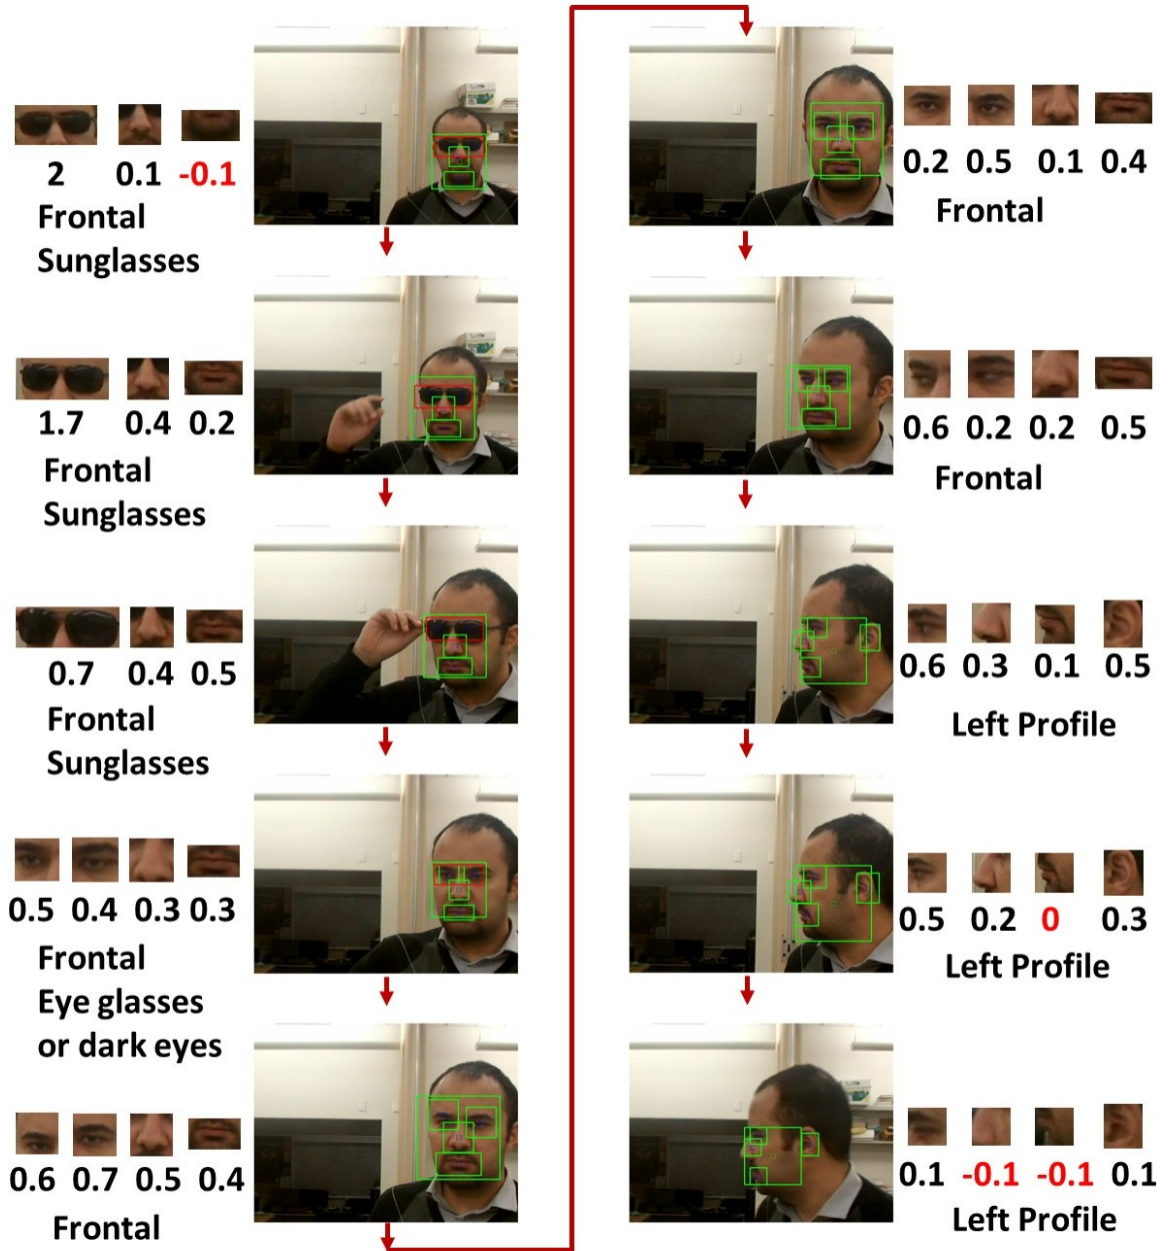 2 0.1 -0.1
Frontal
Sunglasses
1.7 0.4 0.2
Frontal
Sunglasses
0.7 0.4 0.5
Frontal
Sunglasses
0.5 0.4 0.3 0.3
Frontal
Eye glasses
or dark eyes
0.6 0.7 0.5 0.4
Frontal
0.2 0.5 0.1 0.4
Frontal
0.6 0.2 0.2 0.5
Frontal
0.6 0.3 0.1 0.5
Left Profile
0.5 0.2 0 0.3
Left Profile
0.1 -0.1 -0.1 0.1
Left Profile